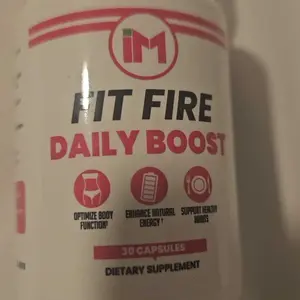 iM
FIT FIRE
DAILY BOOST
OPTIMIZE BODY
FUNCTION†
ENHANCE NATURAL
ENERGY †
SUPPORT HEALTHY
HABITS
30 CAPSULES
DIETARY SUPPLEMENT